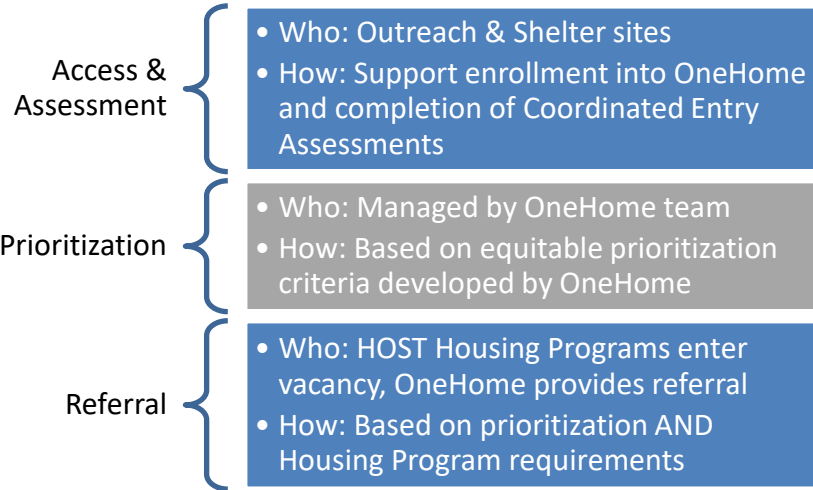 Access &
Assessment
• Who: Outreach & Shelter sites
• How: Support enrollment into OneHome
and completion of Coordinated Entry
Assessments
Prioritization
• Who: Managed by OneHome team
• How: Based on equitable prioritization
criteria developed by OneHome
Referral
• Who: HOST Housing Programs enter
vacancy, OneHome provides referral
• How: Based on prioritization AND
Housing Program requirements